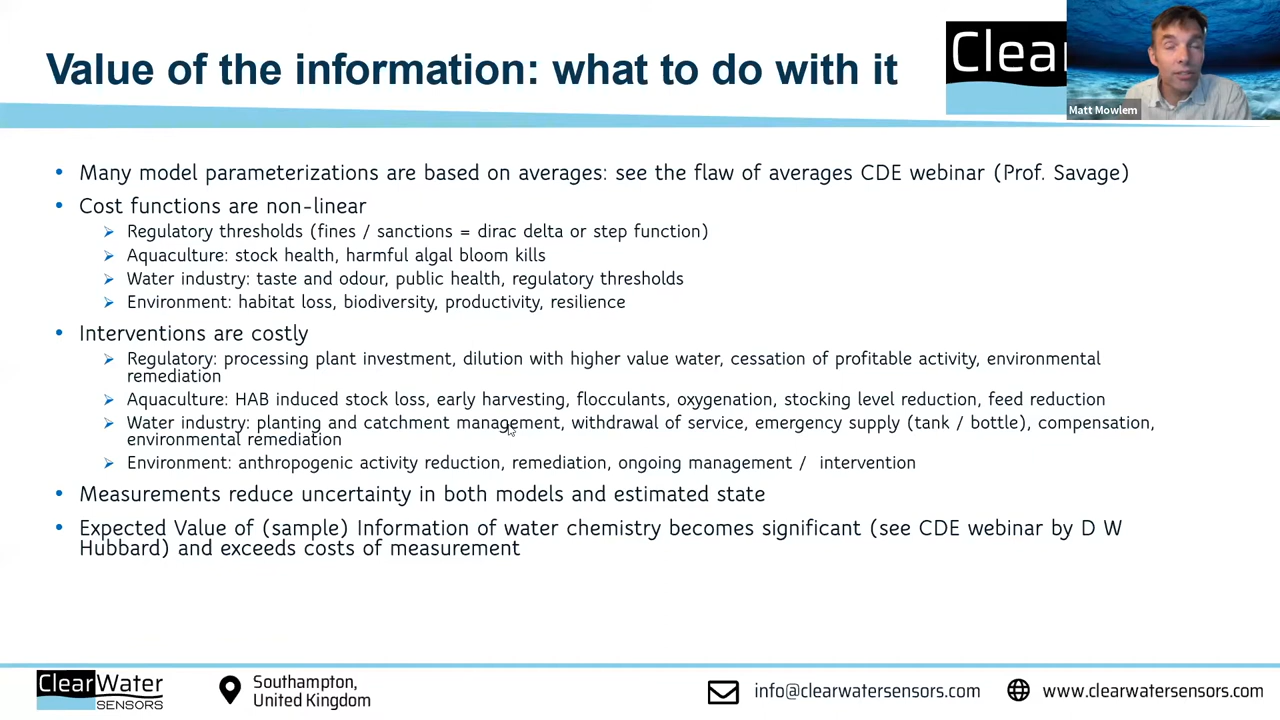 Value of the information: what to do with it
Clea
Matt Mowlem
• Many model parameterizations are based on averages: see the flaw of averages CDE webinar (Prof. Savage)
• Cost functions are non-linear
➢ Regulatory thresholds (fines / sanctions = dirac delta or step function)
➢ Aquaculture: stock health, harmful algal bloom kills
➢ Water industry: taste and odour, public health, regulatory thresholds
➢ Environment: habitat loss, biodiversity, productivity, resilience
• Interventions are costly
➢ Regulatory: processing plant investment, dilution with higher value water, cessation of profitable activity, environmental
remediation
➢ Aquaculture: HAB induced stock loss, early harvesting, flocculants, oxygenation, stocking level reduction, feed reduction
➢ Water industry: planting and catchment management, withdrawal of service, emergency supply (tank / bottle), compensation,
environmental remediation
➢ Environment: anthropogenic activity reduction, remediation, ongoing management / intervention
• Measurements reduce uncertainty in both models and estimated state
• Expected Value of (sample) Information of water chemistry becomes significant (see CDE webinar by D W
Hubbard) and exceeds costs of measurement
ClearWater
SENSORS
Southampton,
United Kingdom
info@clearwatersensors.com
www.clearwatersensors.com